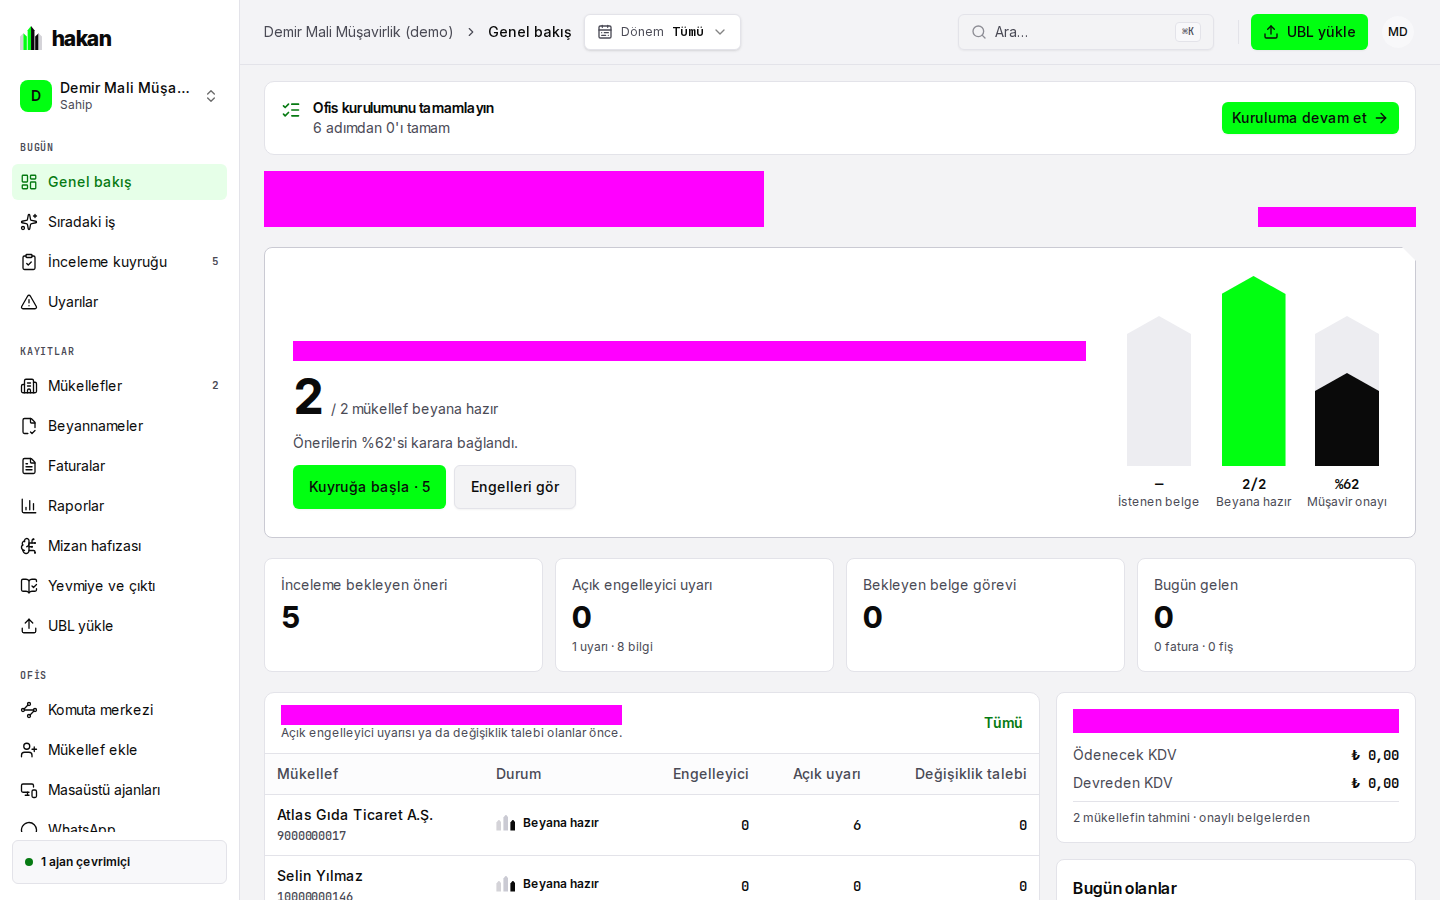 hakan
D
Demir Mali Müşa...
Sahip
BUGÜN
Genel bakış
Sıradaki iş
İnceleme kuyruğu 5
Uyarılar
KAYITLAR
Mükellefler 2
Beyannameler
Faturalar
Raporlar
Mizan hafızası
Yevmiye ve çıktı
UBL yükle
OFİS
Komuta merkezi
Mükellef ekle
Masaüstü ajanları
WhatsApp
1 ajan çevrimiçi
Demir Mali Müşavirlik (demo) > Genel bakış
Dönem Tümü
Ara...
⌘K
UBL yükle
MD
Ofis kurulumunu tamamlayın
6 adımdan 0'ı tamam
Kuruluma devam et →
2 / 2 mükellef beyana hazır
Önerilerin %62'si karara bağlandı.
Kuyruğa başla · 5
Engelleri gör
– 2/2 %62
İstenen belge Beyana hazır Müşavir onayı
İnceleme bekleyen öneri
5
Açık engelleyici uyarı
0
1 uyarı · 8 bilgi
Bekleyen belge görevi
0
Bugün gelen
0
0 fatura · 0 fiş
Açık engelleyici uyarısı ya da değişiklik talebi olanlar önce.
Tümü
Mükellef Durum Engelleyici Açık uyarı Değişiklik talebi
Atlas Gıda Ticaret A.Ş. Beyana hazır 0 6 0
9000000017
Selin Yılmaz Beyana hazır 0 0 0
10000000146
Ödenecek KDV ₺ 0,00
Devreden KDV ₺ 0,00
2 mükellefin tahmini · onaylı belgelerden
Bugün olanlar